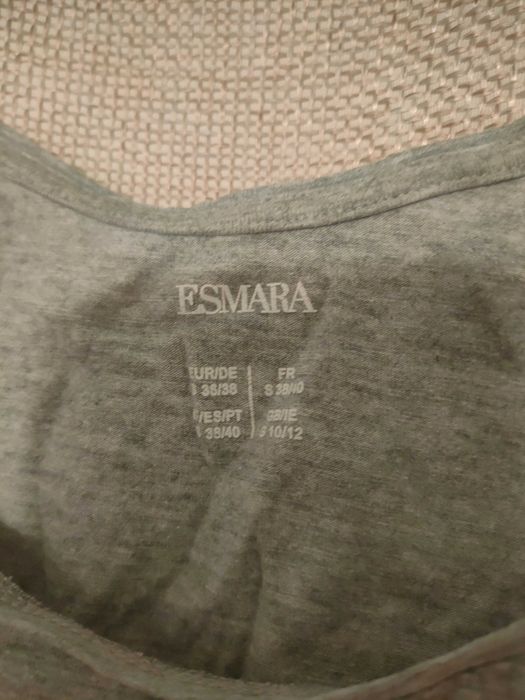 ESMARA
EUR/DE | FR
36/38 | S 38/40
/ES/PT | GB/IE
38/40 | S 10/12